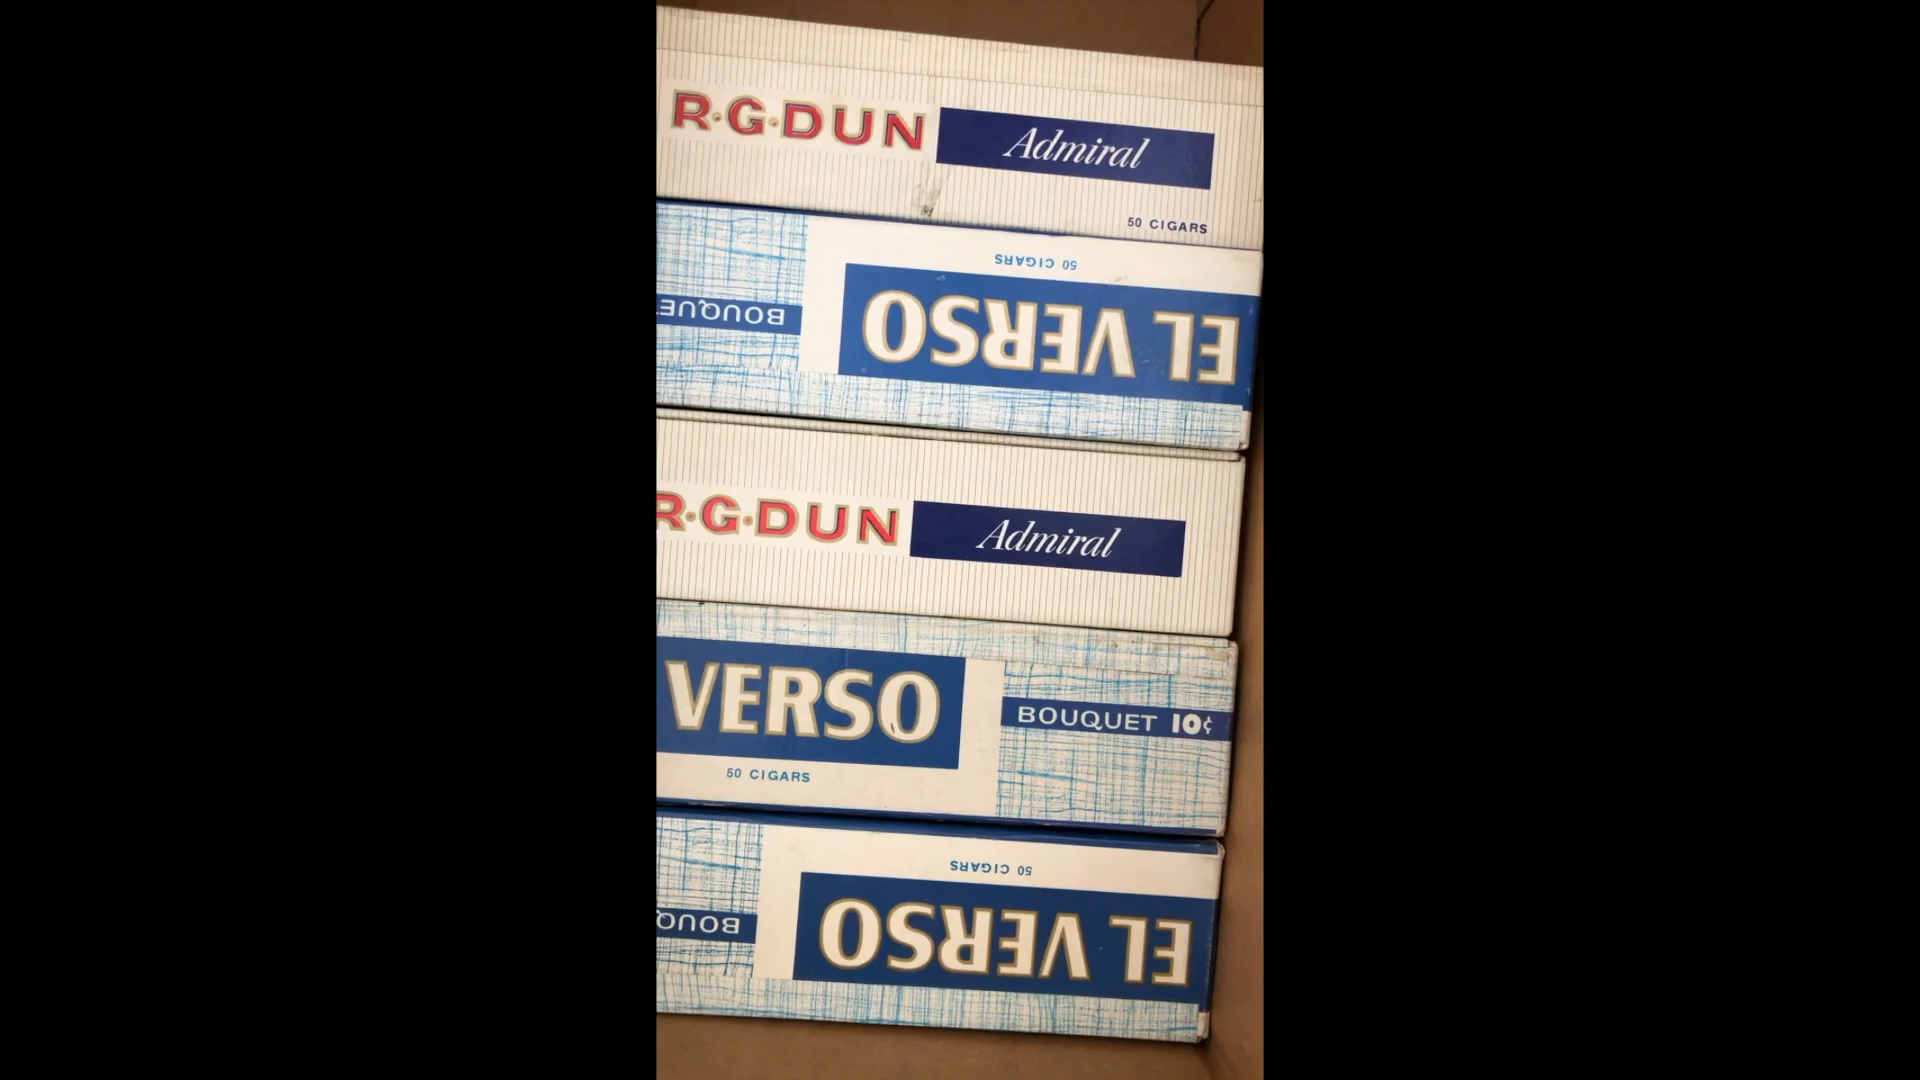 R·G·DUN Admiral
50 CIGARS
50 CIGARS
EL VERSO
BOUQUE
R·G·DUN Admiral
VERSO
BOUQUET 10¢
50 CIGARS
50 CIGARS
EL VERSO
BOUQ